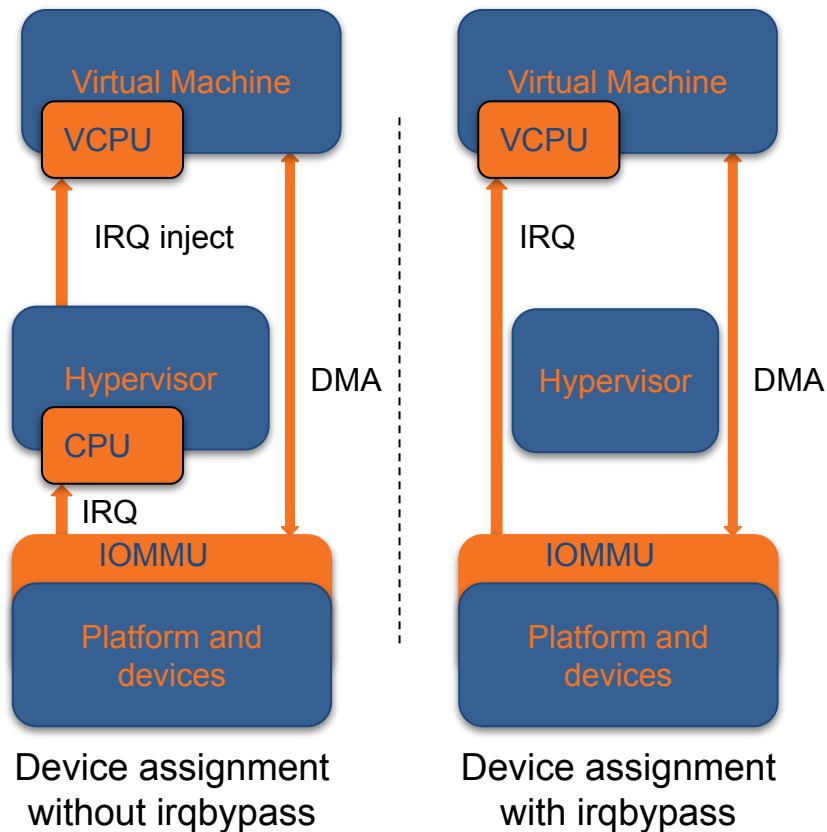 Virtual Machine
VCPU
IRQ inject
Hypervisor
CPU
DMA
IRQ
IOMMU
Platform and
devices
Device assignment
without irqbypass
Virtual Machine
VCPU
IRQ
Hypervisor
DMA
IOMMU
Platform and
devices
Device assignment
with irqbypass